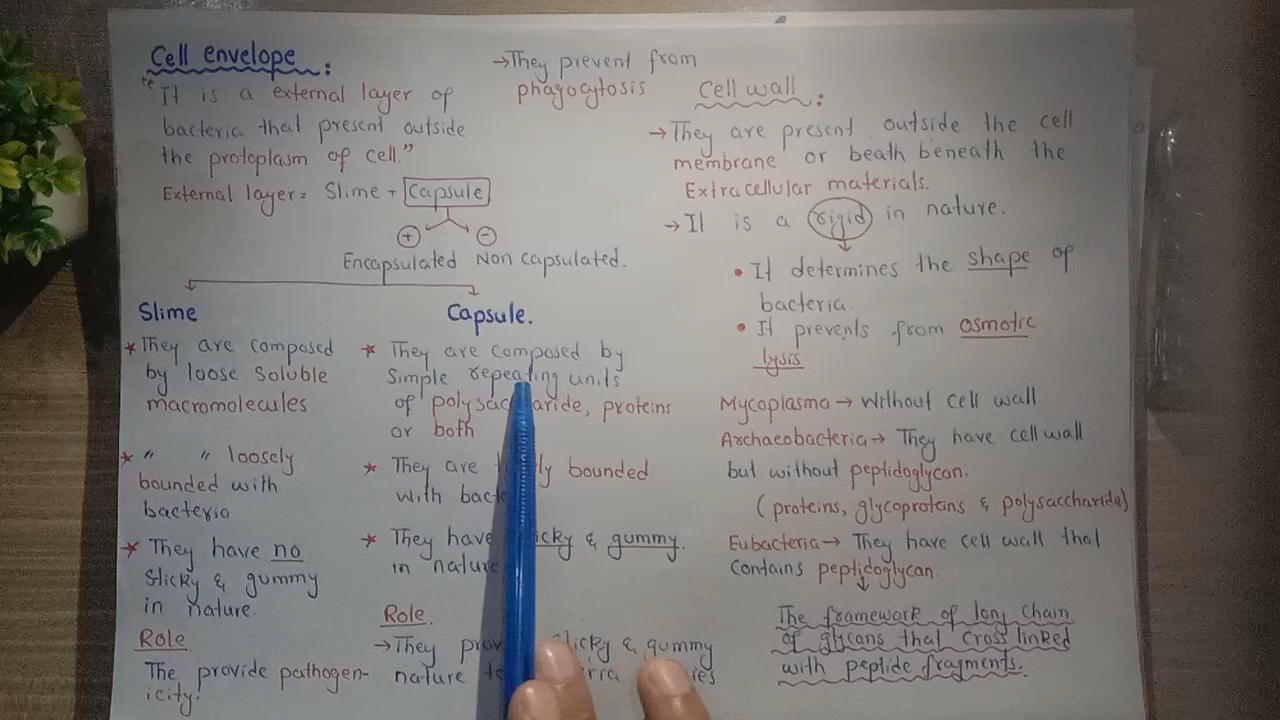 Cell envelope :
"It is a external layer of
bacteria that present outside
the protoplasm of cell."
External layer = Slime + Capsule
+ -
Encapsulated Non capsulated.
Slime
* They are composed
by loose soluble
macromolecules
* " " loosely
bounded with
bacteria
* They have no
sticky & gummy
in nature.
Role
The provide pathogen-
icity.
Capsule.
* They are composed by
simple repeating units
of polysaccharide, proteins
or both
* They are bounded
with
* They have & gummy.
in nature
Role.
→ They & gummy
nature
→ They prevent from
phagocytosis
Cell wall :
→ They are present outside the cell
membrane or beath beneath the
Extracellular materials.
→ It is a rigid in nature.
• It determines the shape of
bacteria.
• It prevents from osmotic
lysis
Mycoplasma → Without cell wall
Archaeobacteria → They have cell wall
but without peptidoglycan.
(proteins, glycoproteins & polysaccharide)
Eubacteria → They have cell wall that
contains peptidoglycan.
The framework of long chain
of glycans that cross linked
with peptide fragments.